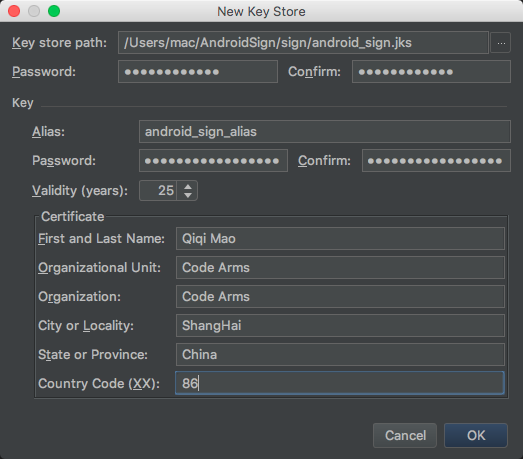 New Key Store
Key store path: /Users/mac/AndroidSign/sign/android_sign.jks ...
Password: •••••••••••• Confirm: ••••••••••••
Key
Alias: android_sign_alias
Password: •••••••••••••••• Confirm: ••••••••••••••••
Validity (years): 25
Certificate
First and Last Name: Qiqi Mao
Organizational Unit: Code Arms
Organization: Code Arms
City or Locality: ShangHai
State or Province: China
Country Code (XX): 86
Cancel OK